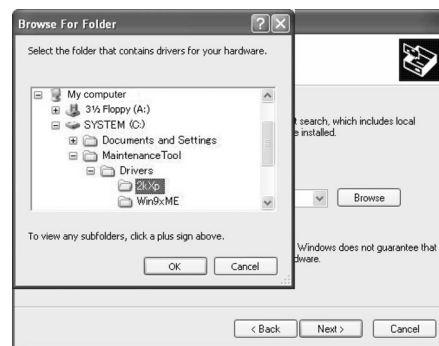 Browse For Folder
Select the folder that contains drivers for your hardware.
My computer
3½ Floppy (A:)
SYSTEM (C:)
Documents and Settings
MaintenanceTool
Drivers
2kXp
Win9xME
To view any subfolders, click a plus sign above.
OK Cancel
t search, which includes local
e installed.
Browse
Windows does not guarantee that
dware.
< Back Next > Cancel